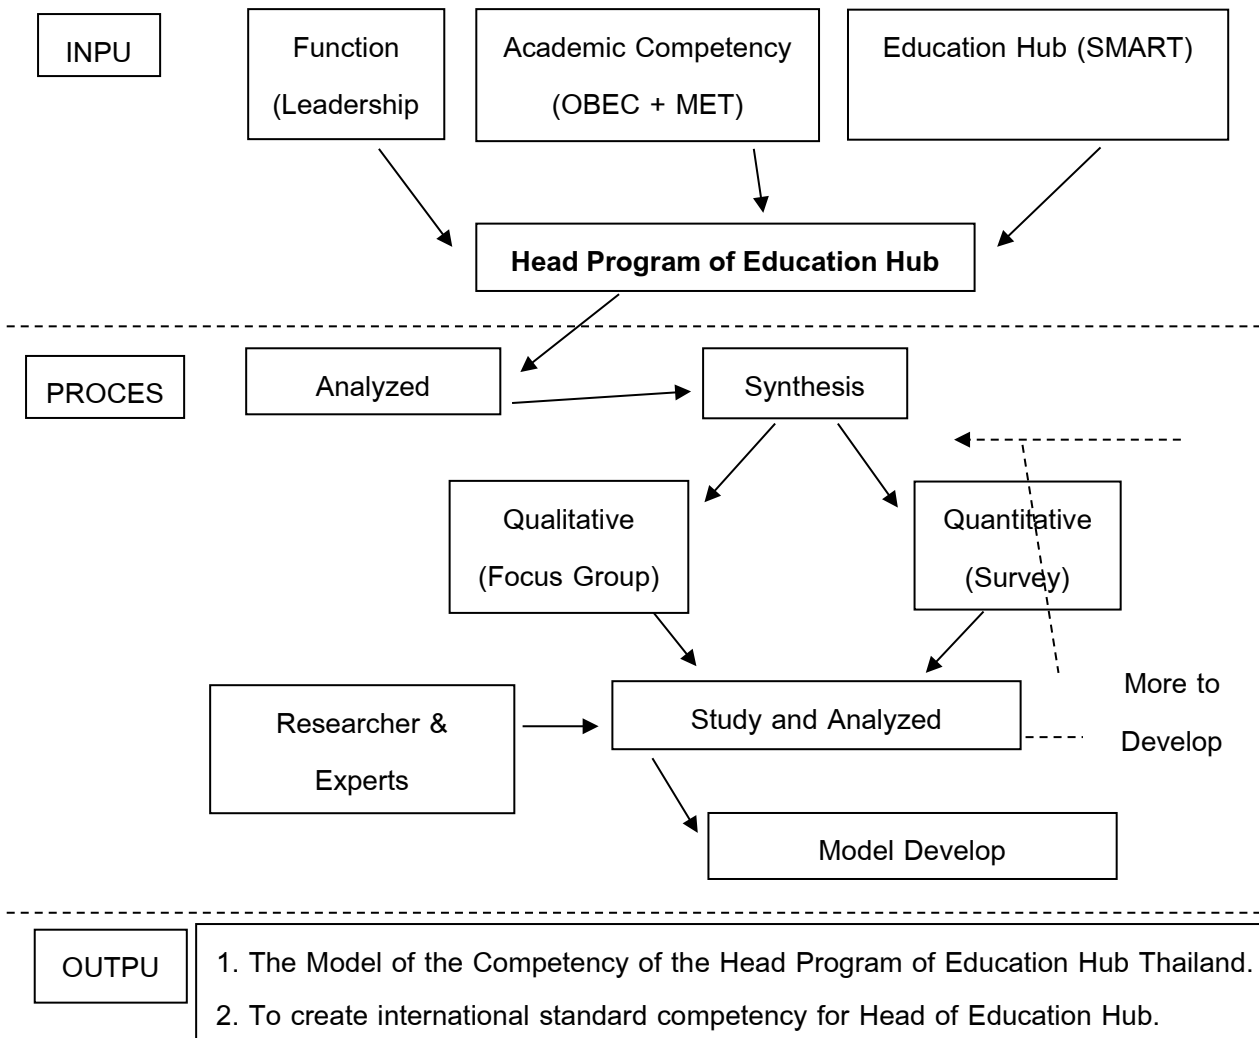 INPU
Function
(Leadership
Academic Competency
(OBEC + MET)
Education Hub (SMART)
Head Program of Education Hub
PROCES
Analyzed
Synthesis
Qualitative
(Focus Group)
Quantitative
(Survey)
Researcher &
Experts
Study and Analyzed
More to
Develop
Model Develop
OUTPU
1. The Model of the Competency of the Head Program of Education Hub Thailand.
2. To create international standard competency for Head of Education Hub.